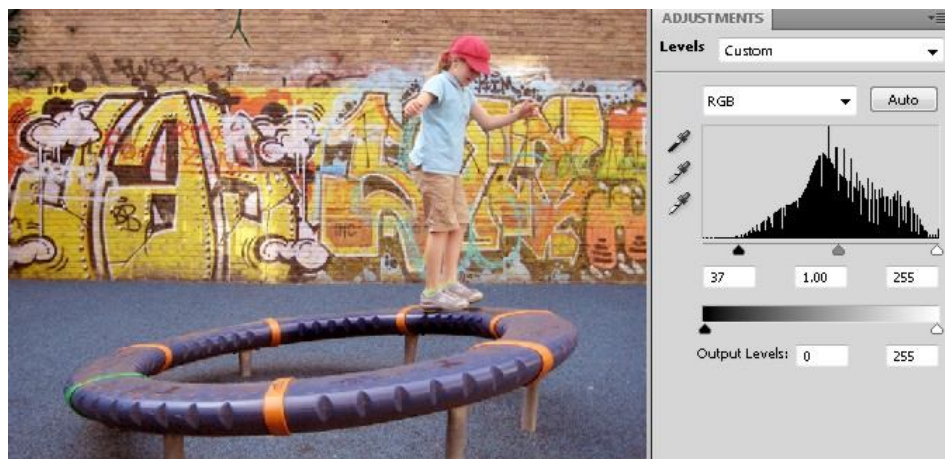 ADJUSTMENTS
Levels Custom
RGB Auto
37 1.00 255
Output Levels: 0 255